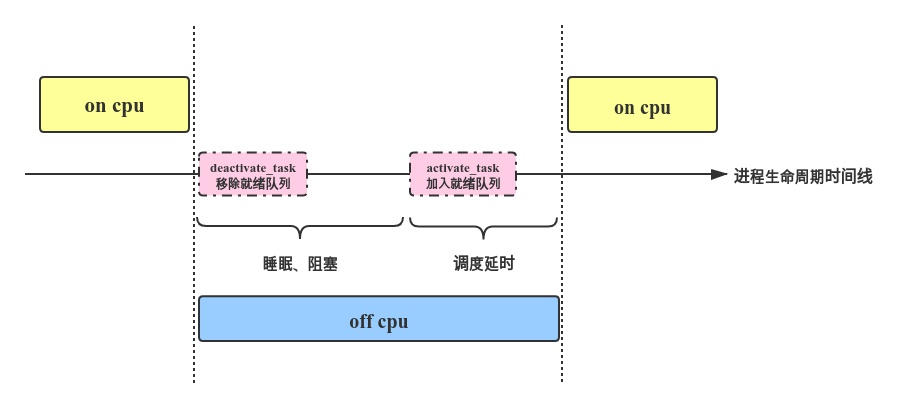 on cpu
on cpu
deactivate_task
移除就绪队列
activate_task
加入就绪队列
进程生命周期时间线
睡眠、阻塞
调度延时
off cpu